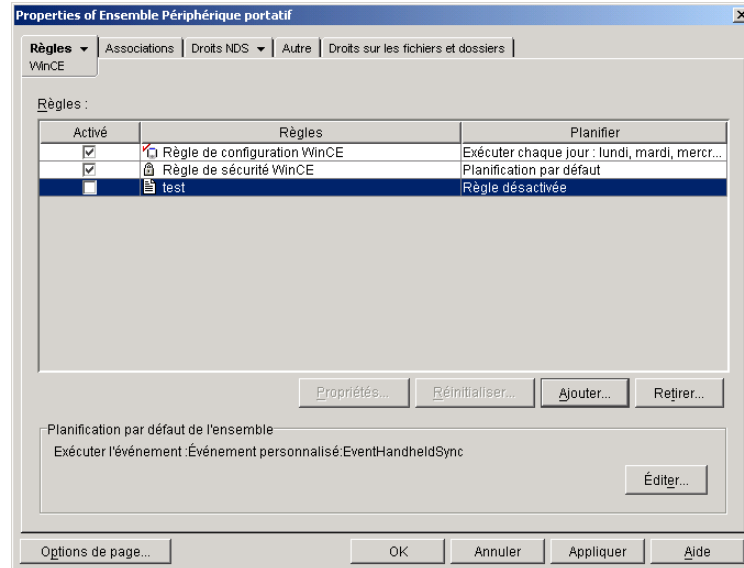 Properties of Ensemble Périphérique portatif
Règles Associations Droits NDS Autre Droits sur les fichiers et dossiers
WinCE
Règles :
Activé Règles Planifier
Règle de configuration WinCE Exécuter chaque jour : lundi, mardi, mercr...
Règle de sécurité WinCE Planification par défaut
test Règle désactivée
Propriétés... Réinitialiser... Ajouter... Retirer...
Planification par défaut de l'ensemble
Exécuter l'événement :Événement personnalisé:EventHandheldSync
Éditer...
Options de page... OK Annuler Appliquer Aide